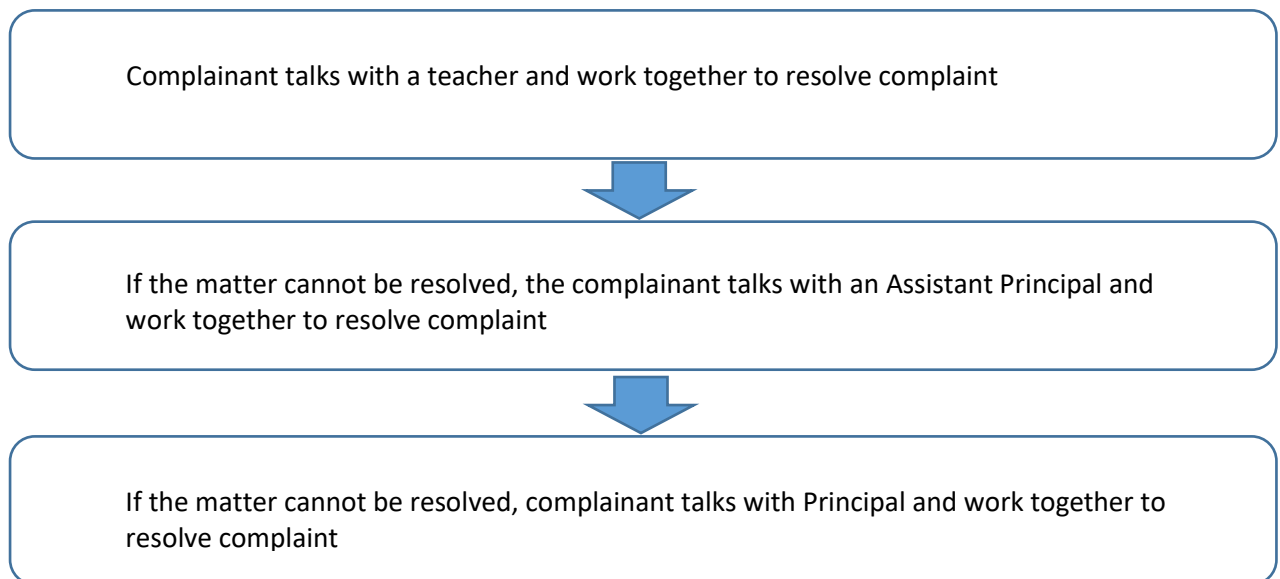 Complainant talks with a teacher and work together to resolve complaint
If the matter cannot be resolved, the complainant talks with an Assistant Principal and
work together to resolve complaint
If the matter cannot be resolved, complainant talks with Principal and work together to
resolve complaint